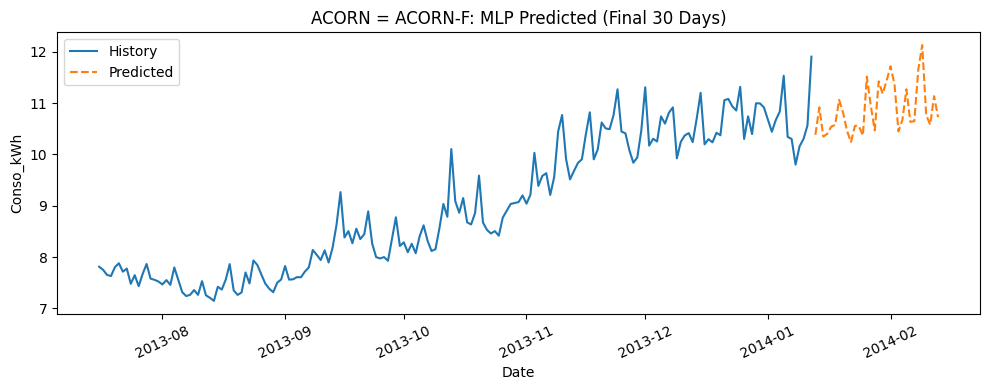 ACORN = ACORN-F: MLP Predicted (Final 30 Days)
History
Predicted
Conso_kWh
12
11
10
9
8
7
2013-08
2013-09
2013-10
2013-11
2013-12
2014-01
2014-02
Date